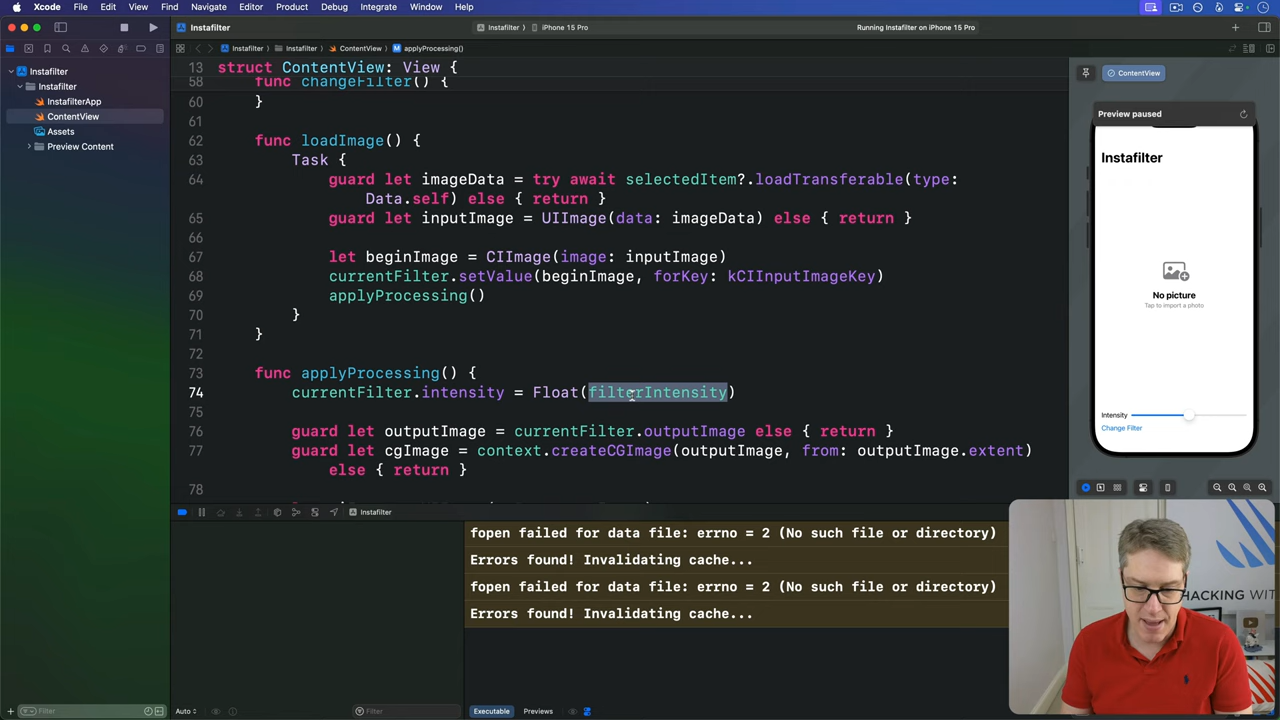 Xcode File Edit View Find Navigate Editor Product Debug Integrate Window Help
Instafilter
Instafilter iPhone 15 Pro
Running Instafilter on iPhone 15 Pro
Instafilter Instafilter ContentView applyProcessing()
Instafilter
Instafilter
InstafilterApp
ContentView
Assets
Preview Content
13 struct ContentView: View {
58 func changeFilter() {
60 }
61
62 func loadImage() {
63 Task {
64 guard let imageData = try await selectedItem?.loadTransferable(type:
Data.self) else { return }
65 guard let inputImage = UIImage(data: imageData) else { return }
66
67 let beginImage = CIImage(image: inputImage)
68 currentFilter.setValue(beginImage, forKey: kCIInputImageKey)
69 applyProcessing()
70 }
71 }
72
73 func applyProcessing() {
74 currentFilter.intensity = Float(filterIntensity)
75
76 guard let outputImage = currentFilter.outputImage else { return }
77 guard let cgImage = context.createCGImage(outputImage, from: outputImage.extent)
else { return }
78
ContentView
Preview paused
Instafilter
No picture
Tap to import a photo
Intensity
Change Filter
Instafilter
fopen failed for data file: errno = 2 (No such file or directory)
Errors found! Invalidating cache...
fopen failed for data file: errno = 2 (No such file or directory)
Errors found! Invalidating cache...
HACKING WIT
Filter
Auto
Filter
Executable Previews